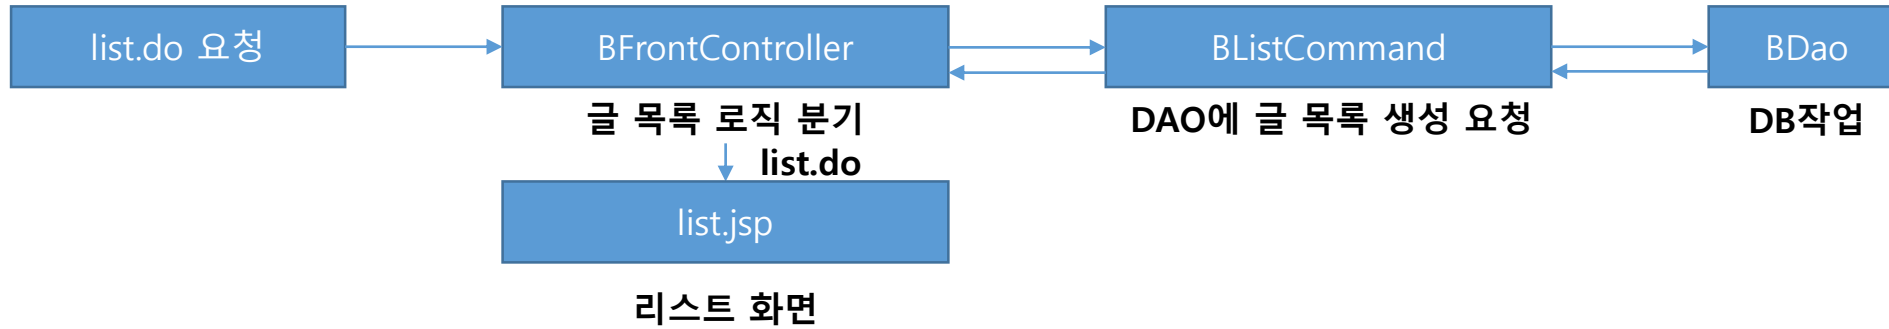 list.do 요청
BFrontController
BListCommand
BDao
글 목록 로직 분기
DAO에 글 목록 생성 요청
DB작업
list.do
list.jsp
리스트 화면